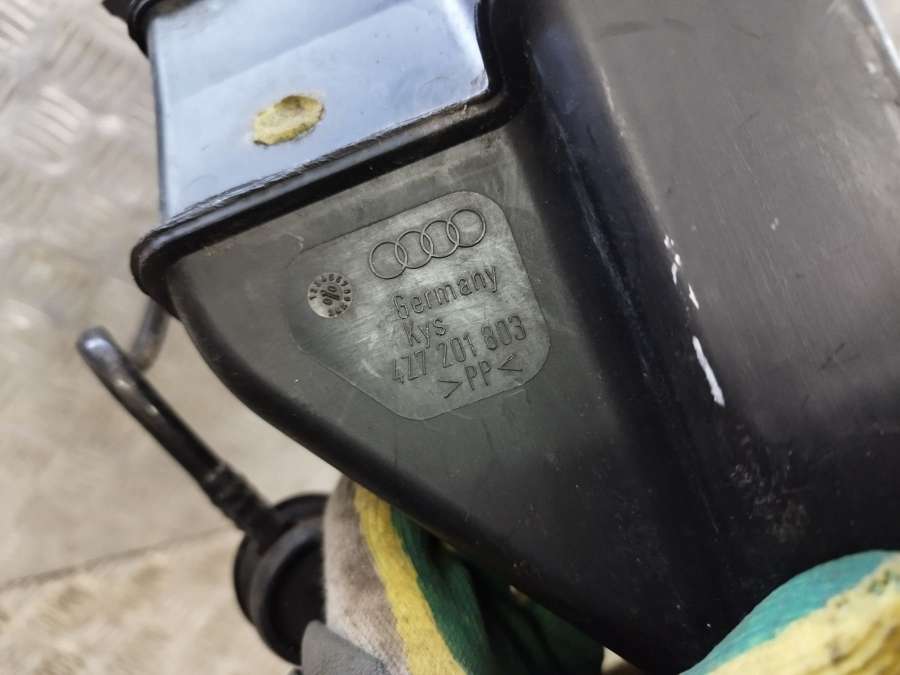 Germany
Kys
4Z7 201 803
>PP<